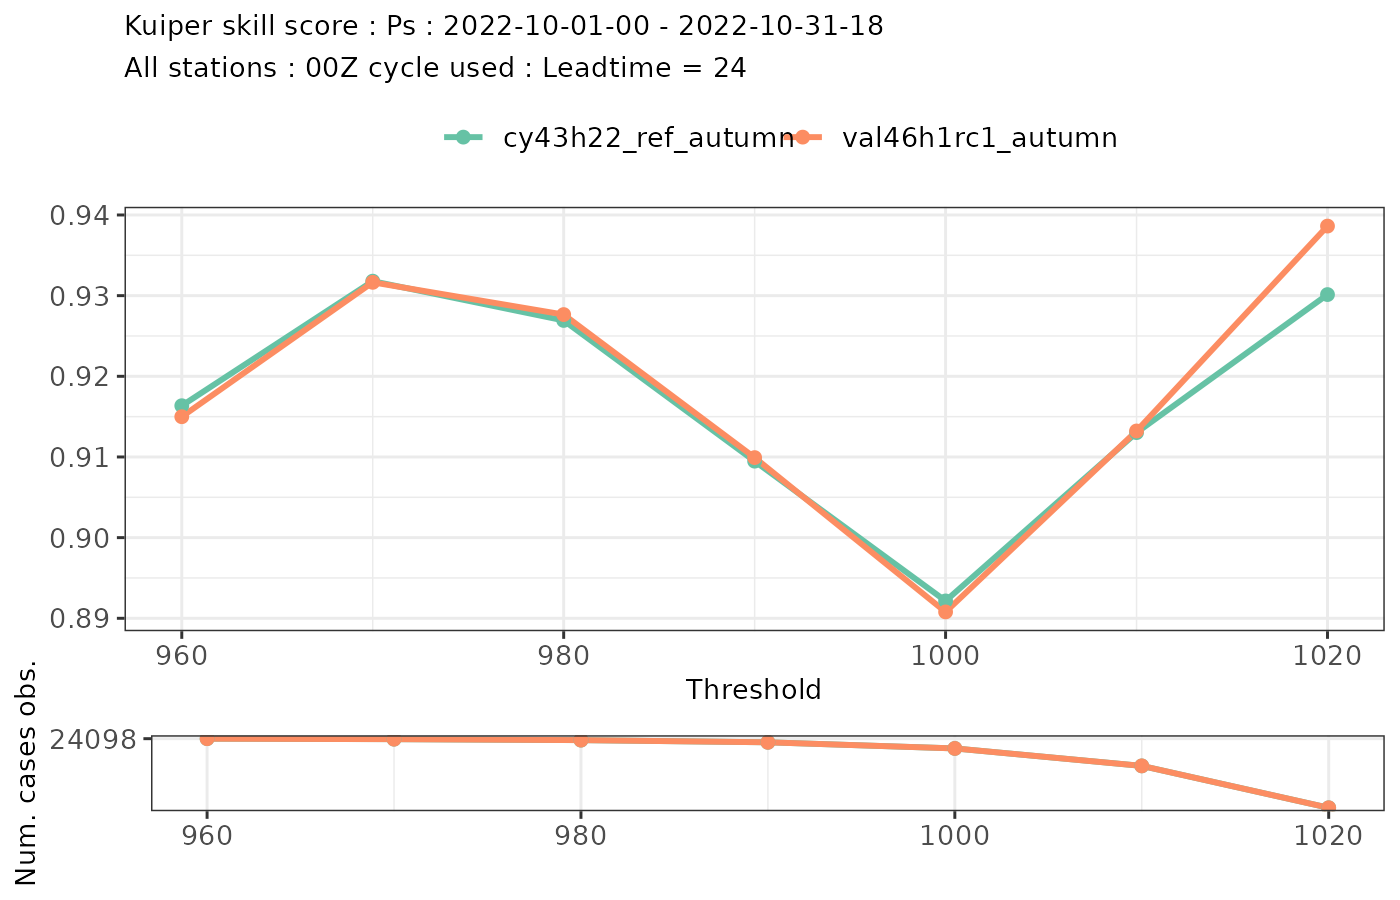 Kuiper skill score : Ps : 2022-10-01-00 - 2022-10-31-18
All stations : 00Z cycle used : Leadtime = 24
cy43h22_ref_autumn val46h1rc1_autumn
0.94
0.93
0.92
0.91
0.90
0.89
960 980 1000 1020
Threshold
Num. cases obs.
24098
960 980 1000 1020